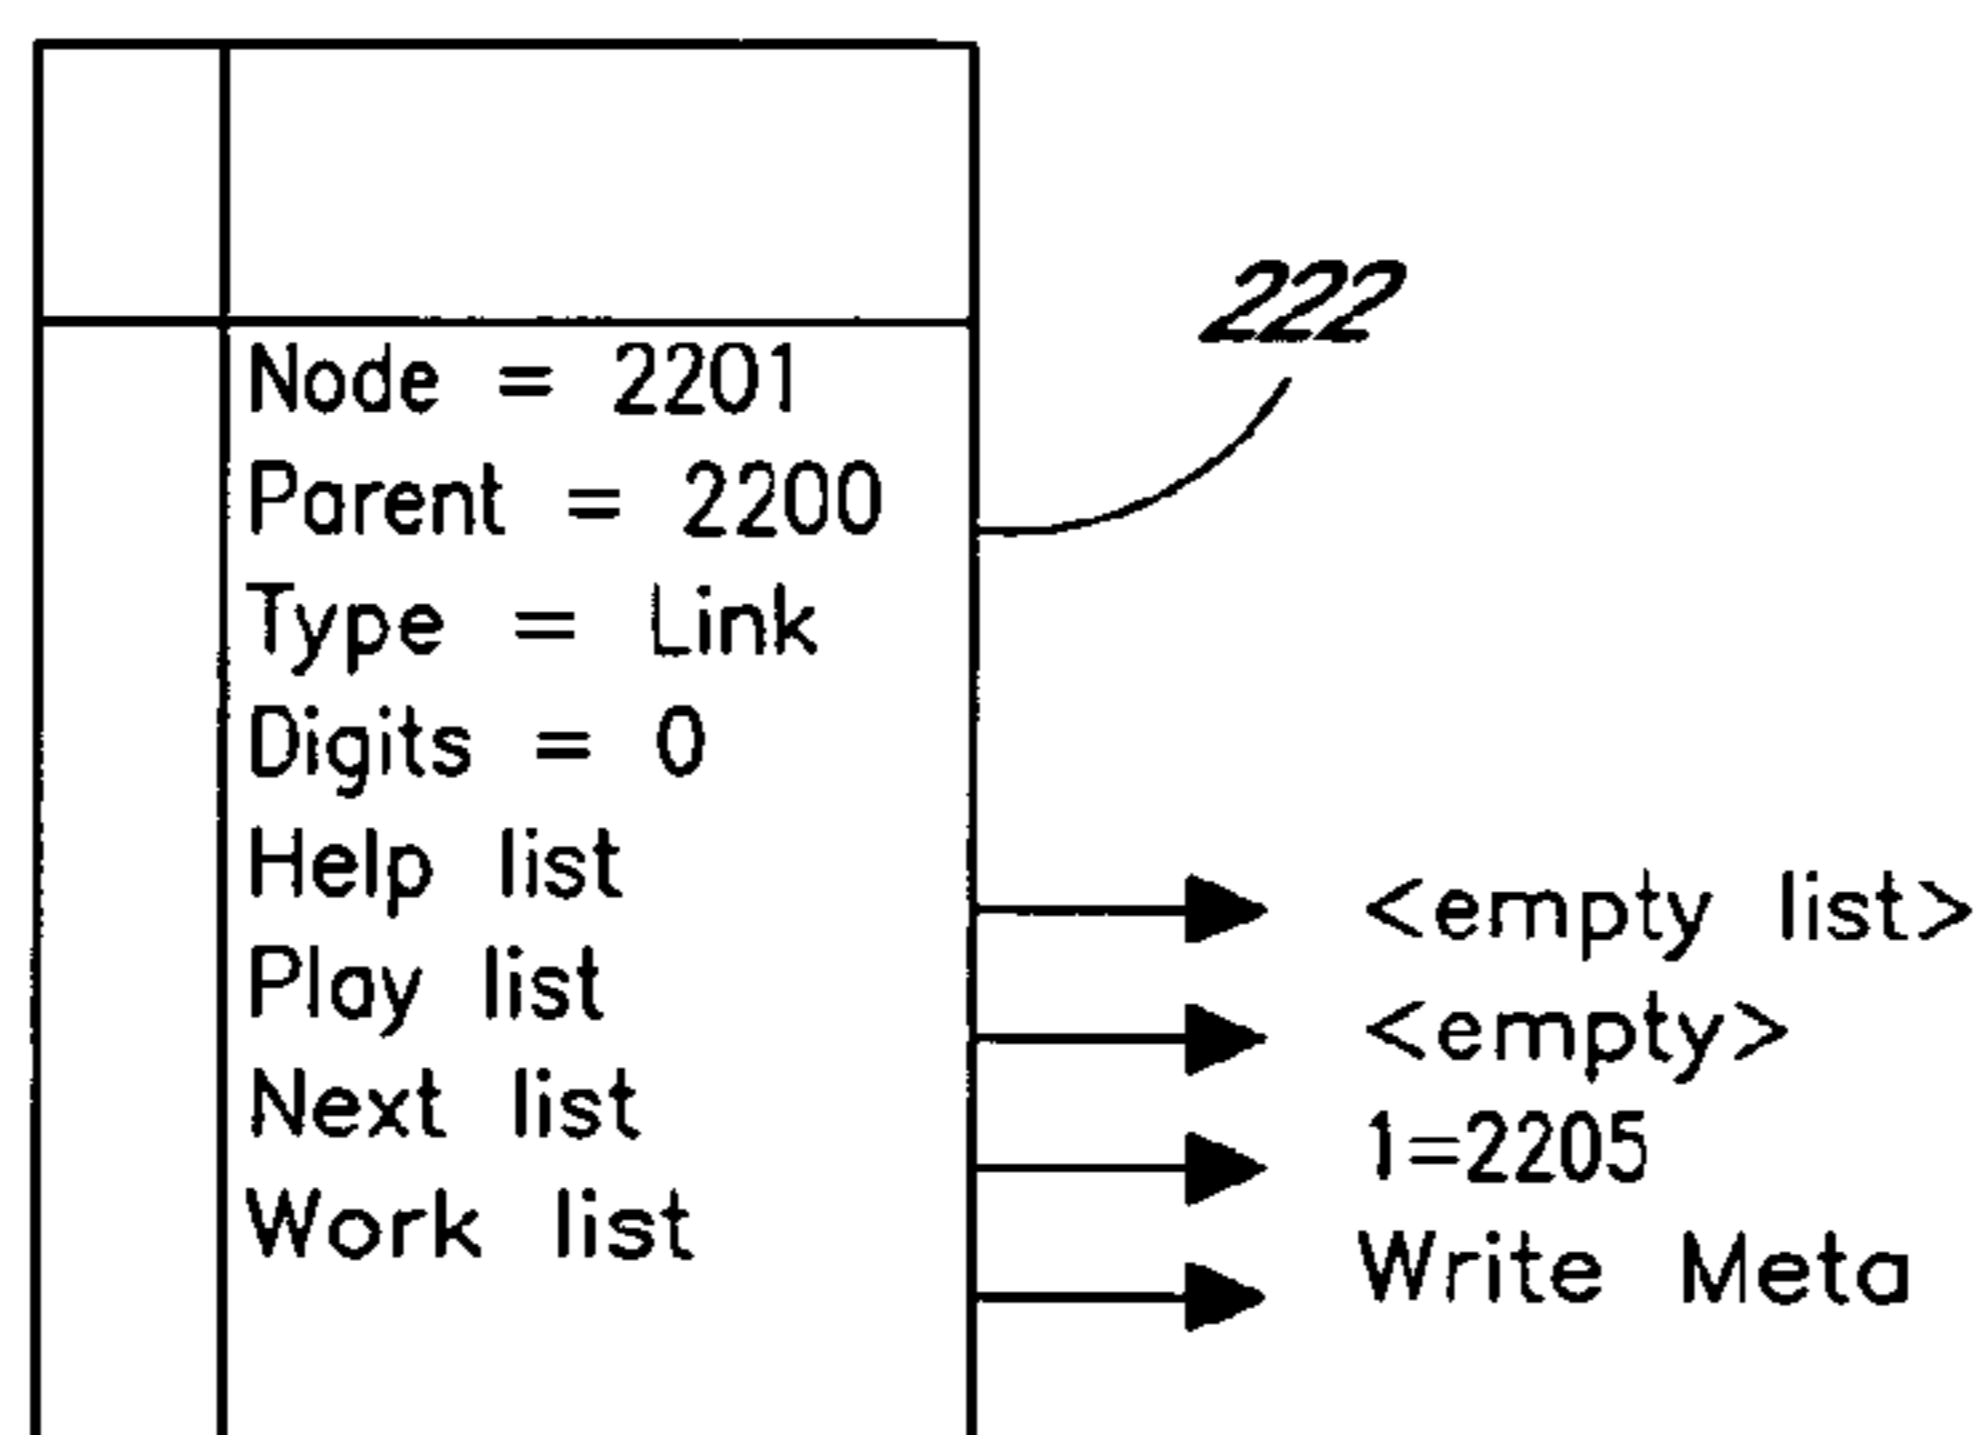 222
Node = 2201
Parent = 2200
Type = Link
Digits = 0
Help list
Play list
Next list
Work list
<empty list>
<empty>
1=2205
Write Meta